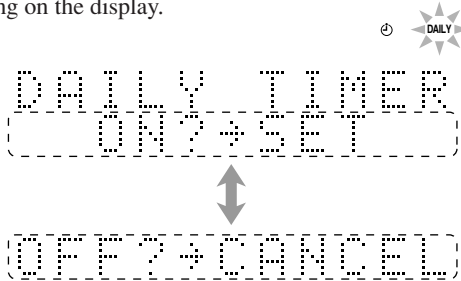 ng on the display.
DAILY
DAILY TIMER
ON?→SET
OFF?→CANCEL